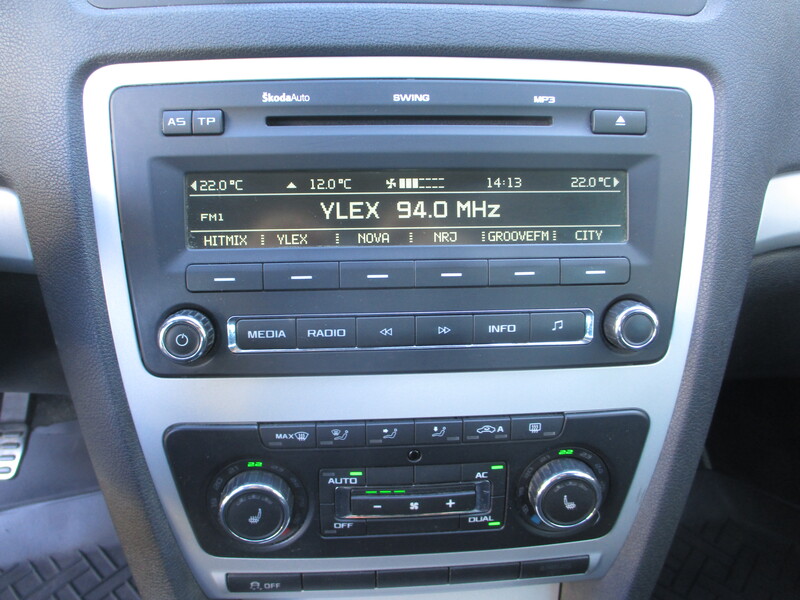 ŠkodaAuto SWING MP3
AS TP
22.0°C 12.0°C 14:13 22.0°C
YLEX 94.0 MHz
FM1
HITMIX YLEX NOVA NRJ GROOVEFM CITY
MEDIA RADIO INFO
MAX A
22 22
AUTO AC
- +
OFF DUAL
OFF